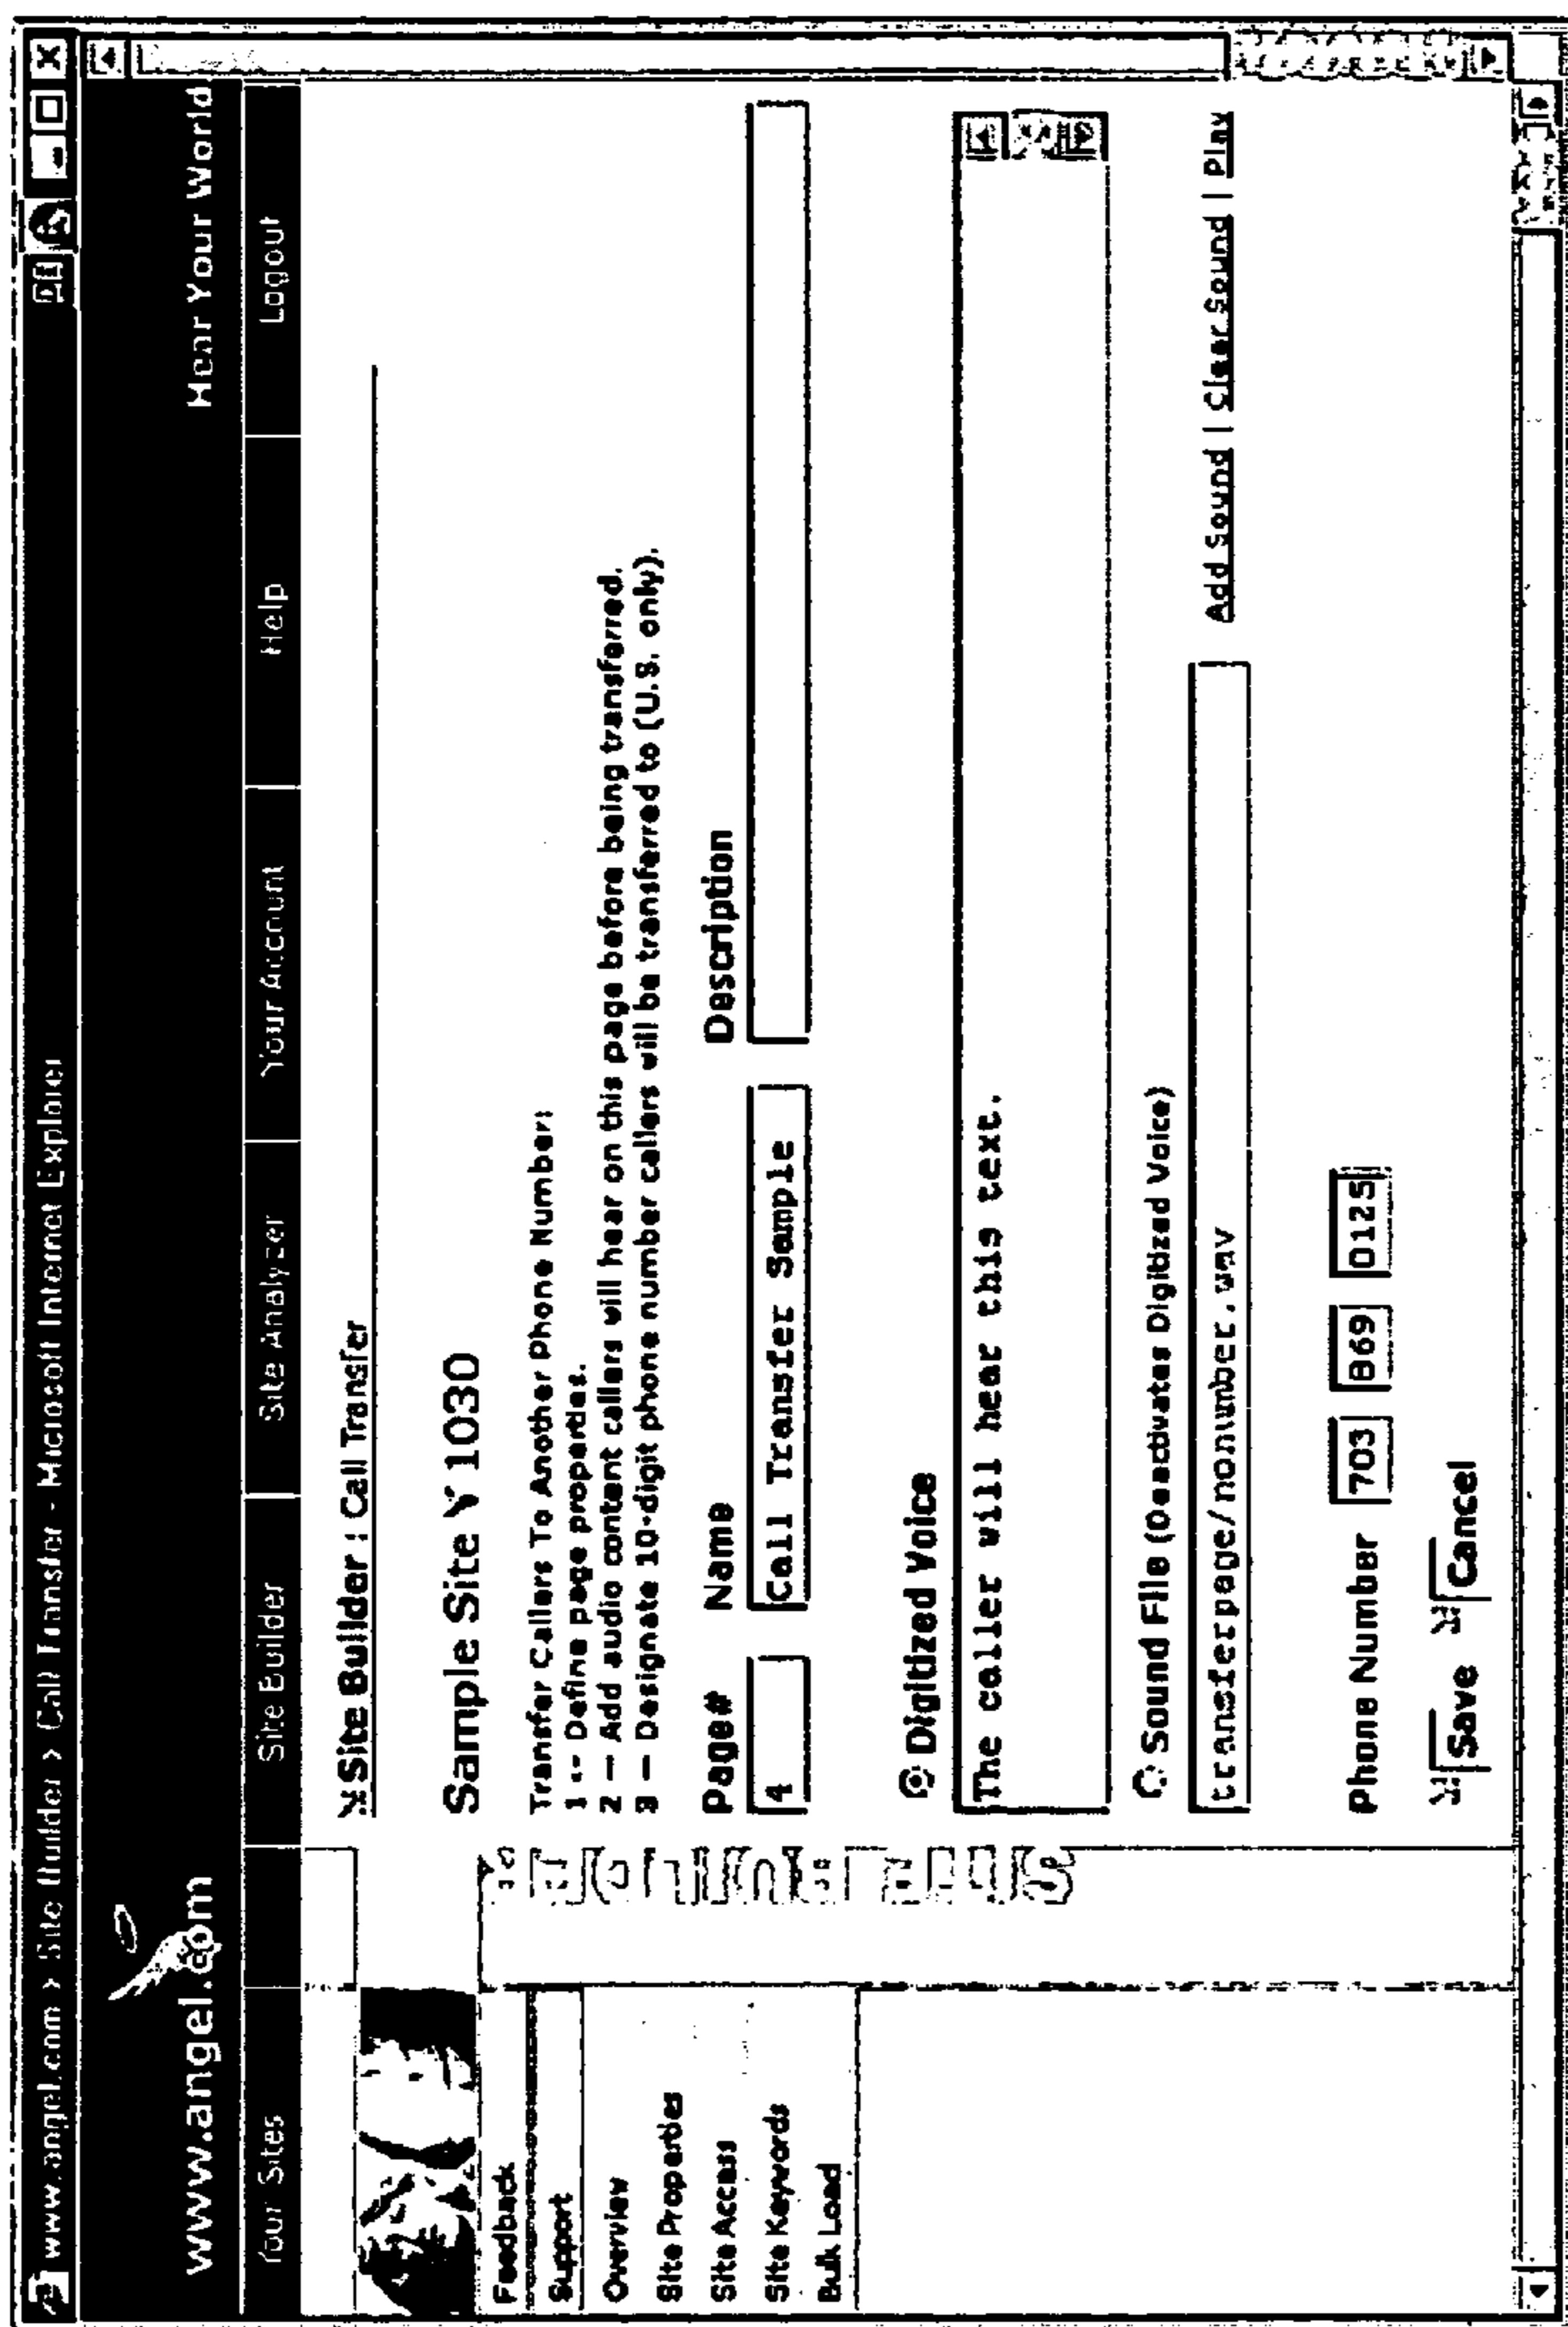 www.angel.com > Site Builder > Call Transfer - Microsoft Internet Explorer
www.angel.com
Hear Your World
Your Sites Site Builder Site Analyzer Your Account Help Logout
Site Builder : Call Transfer
Feedback
Support
Overview
Site Properties
Site Access
Site Keywords
Bulk Load
SITE BUILDER
Sample Site Y 1030
Transfer Callers To Another Phone Number:
1 -- Define page properties.
2 -- Add audio content callers will hear on this page before being transferred.
3 -- Designate 10-digit phone number callers will be transferred to (U.S. only).
Page# Name Description
4 Call Transfer Sample
Digitized Voice
The caller will hear this text.
Sound File (Deactivates Digitized Voice)
transferpage/nonumber.wav Add Sound | Clear Sound | Play
Phone Number 703 869 0125
Save Cancel